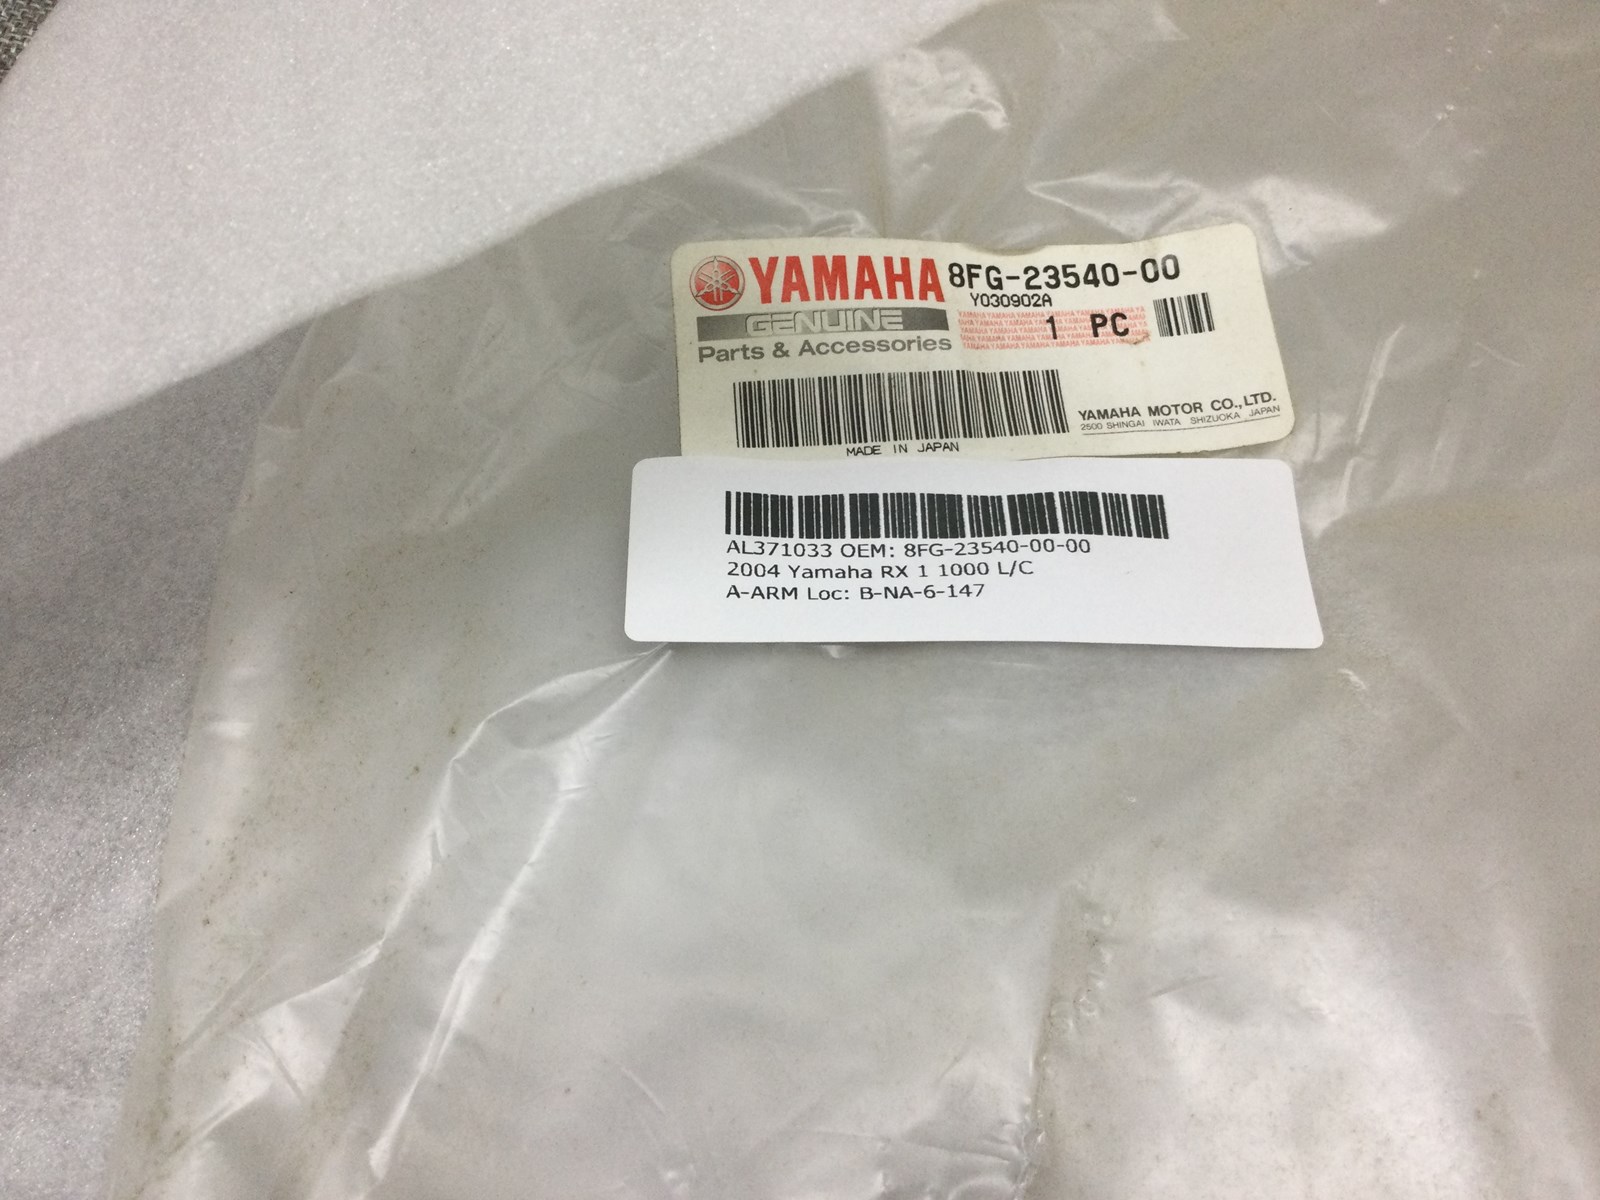 YAMAHA 8FG-23540-00
Y030902A
GENUINE
1 PC
Parts & Accessories
YAMAHA MOTOR CO.,LTD.
2500 SHINGAI IWATA SHIZUOKA JAPAN
MADE IN JAPAN
AL371033 OEM: 8FG-23540-00-00
2004 Yamaha RX 1 1000 L/C
A-ARM Loc: B-NA-6-147